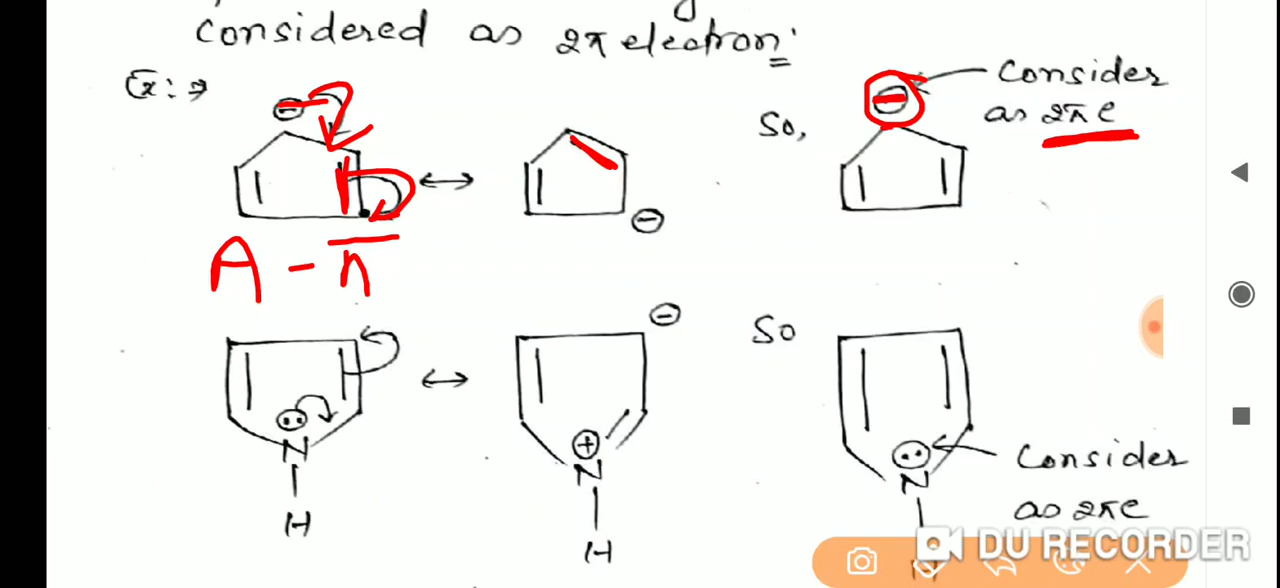 considered as 2π electron:
Ex:⇒
⊖
So,
⊖
Consider
as 2πe
⊖
A - n
⊖
So
⊕
N
H
N
H
N
Consider
as 2πe
DU RECORDER